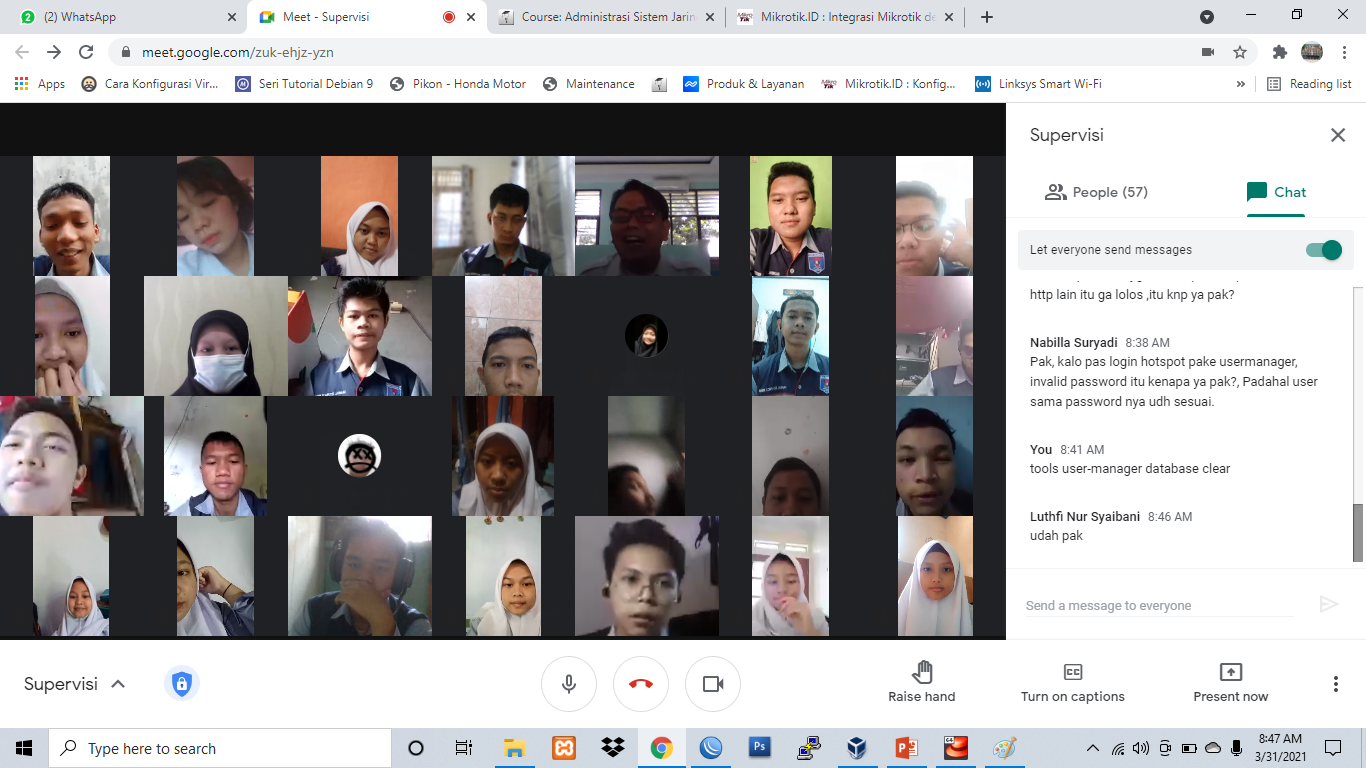 2
(2) WhatsApp
Meet - Supervisi
Course: Administrasi Sistem Jarin
Mikrotik.ID : Integrasi Mikrotik de
meet.google.com/zuk-ehjz-yzn
Apps
Cara Konfigurasi Vir...
Seri Tutorial Debian 9
Pikon - Honda Motor
Maintenance
Produk & Layanan
Mikrotik.ID : Konfig...
Linksys Smart Wi-Fi
»
Reading list
Supervisi
People (57)
Chat
Let everyone send messages
http lain itu ga lolos ,itu knp ya pak?
Nabilla Suryadi 8:38 AM
Pak, kalo pas login hotspot pake usermanager,
invalid password itu kenapa ya pak?, Padahal user
sama password nya udh sesuai.
You 8:41 AM
tools user-manager database clear
Luthfi Nur Syaibani 8:46 AM
udah pak
Send a message to everyone
Supervisi
Raise hand
CC
Turn on captions
Present now
Type here to search
Ps
64
8:47 AM
3/31/2021